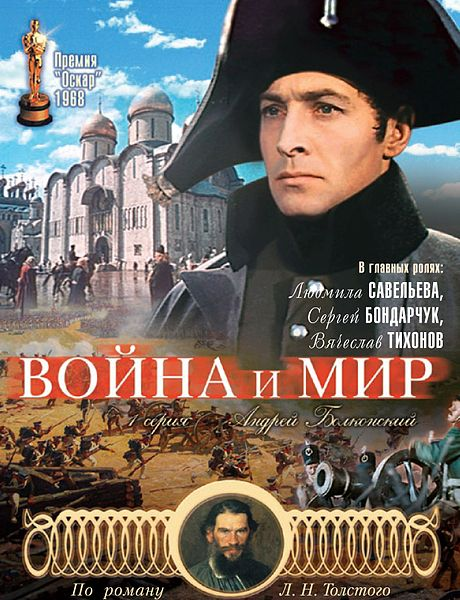 Премия
"Оскар"
1968
В главных ролях:
Людмила САВЕЛЬЕВА,
Сергей БОНДАРЧУК,
Вячеслав ТИХОНОВ
ВОЙНА И МИР
1 серия Андрей Болконский
По роману Л. Н. Толстого